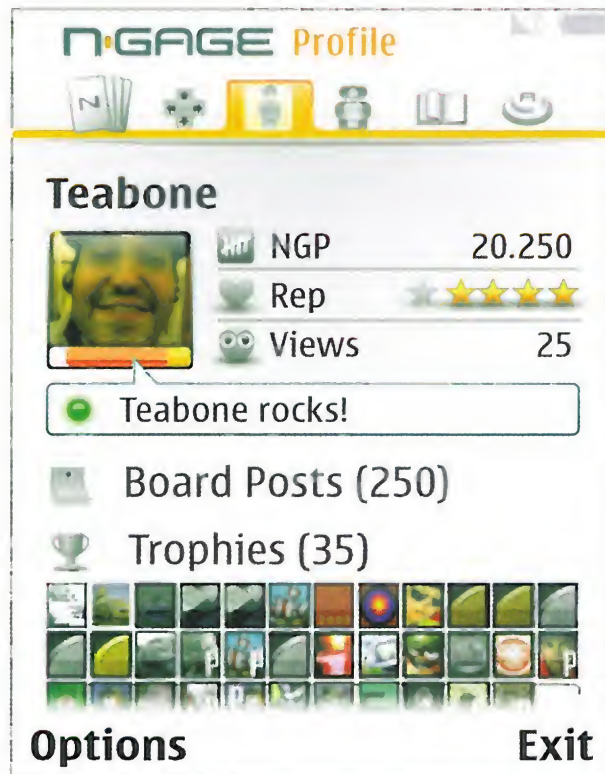 N·GAGE Profile
Teabone
NGP 20.250
Rep
Views 25
Teabone rocks!
Board Posts (250)
Trophies (35)
Options Exit